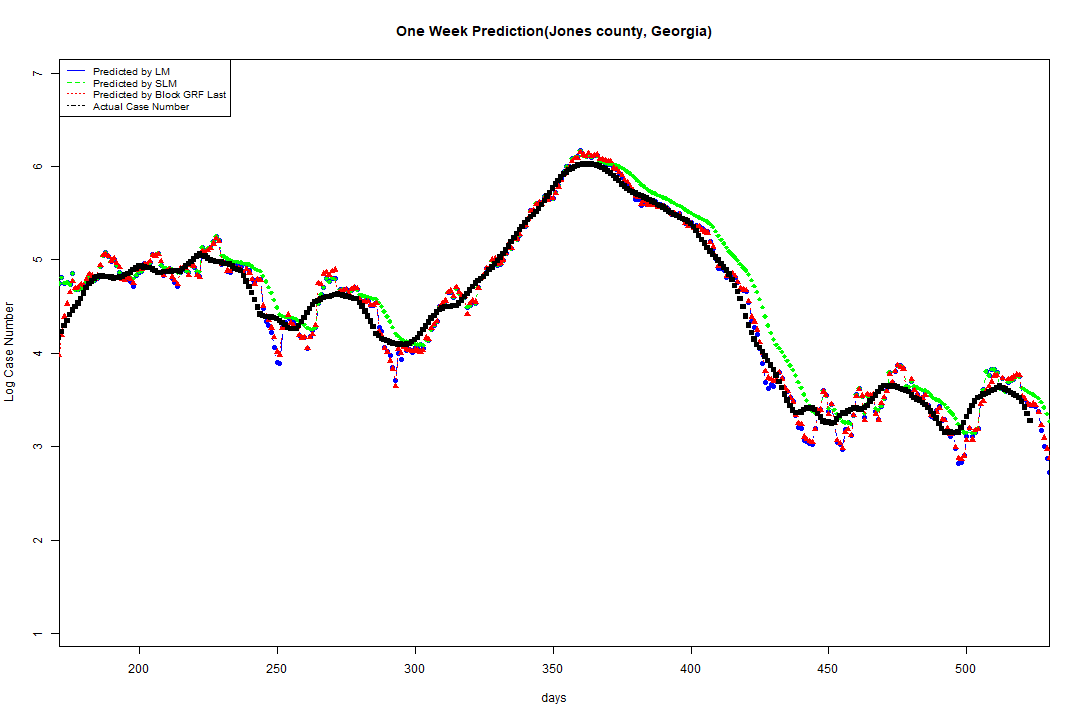 One Week Prediction(Jones county, Georgia)
Predicted by LM
Predicted by SLM
Predicted by Block GRF Last
Actual Case Number
7
6
5
4
3
2
1
Log Case Number
200 250 300 350 400 450 500
days